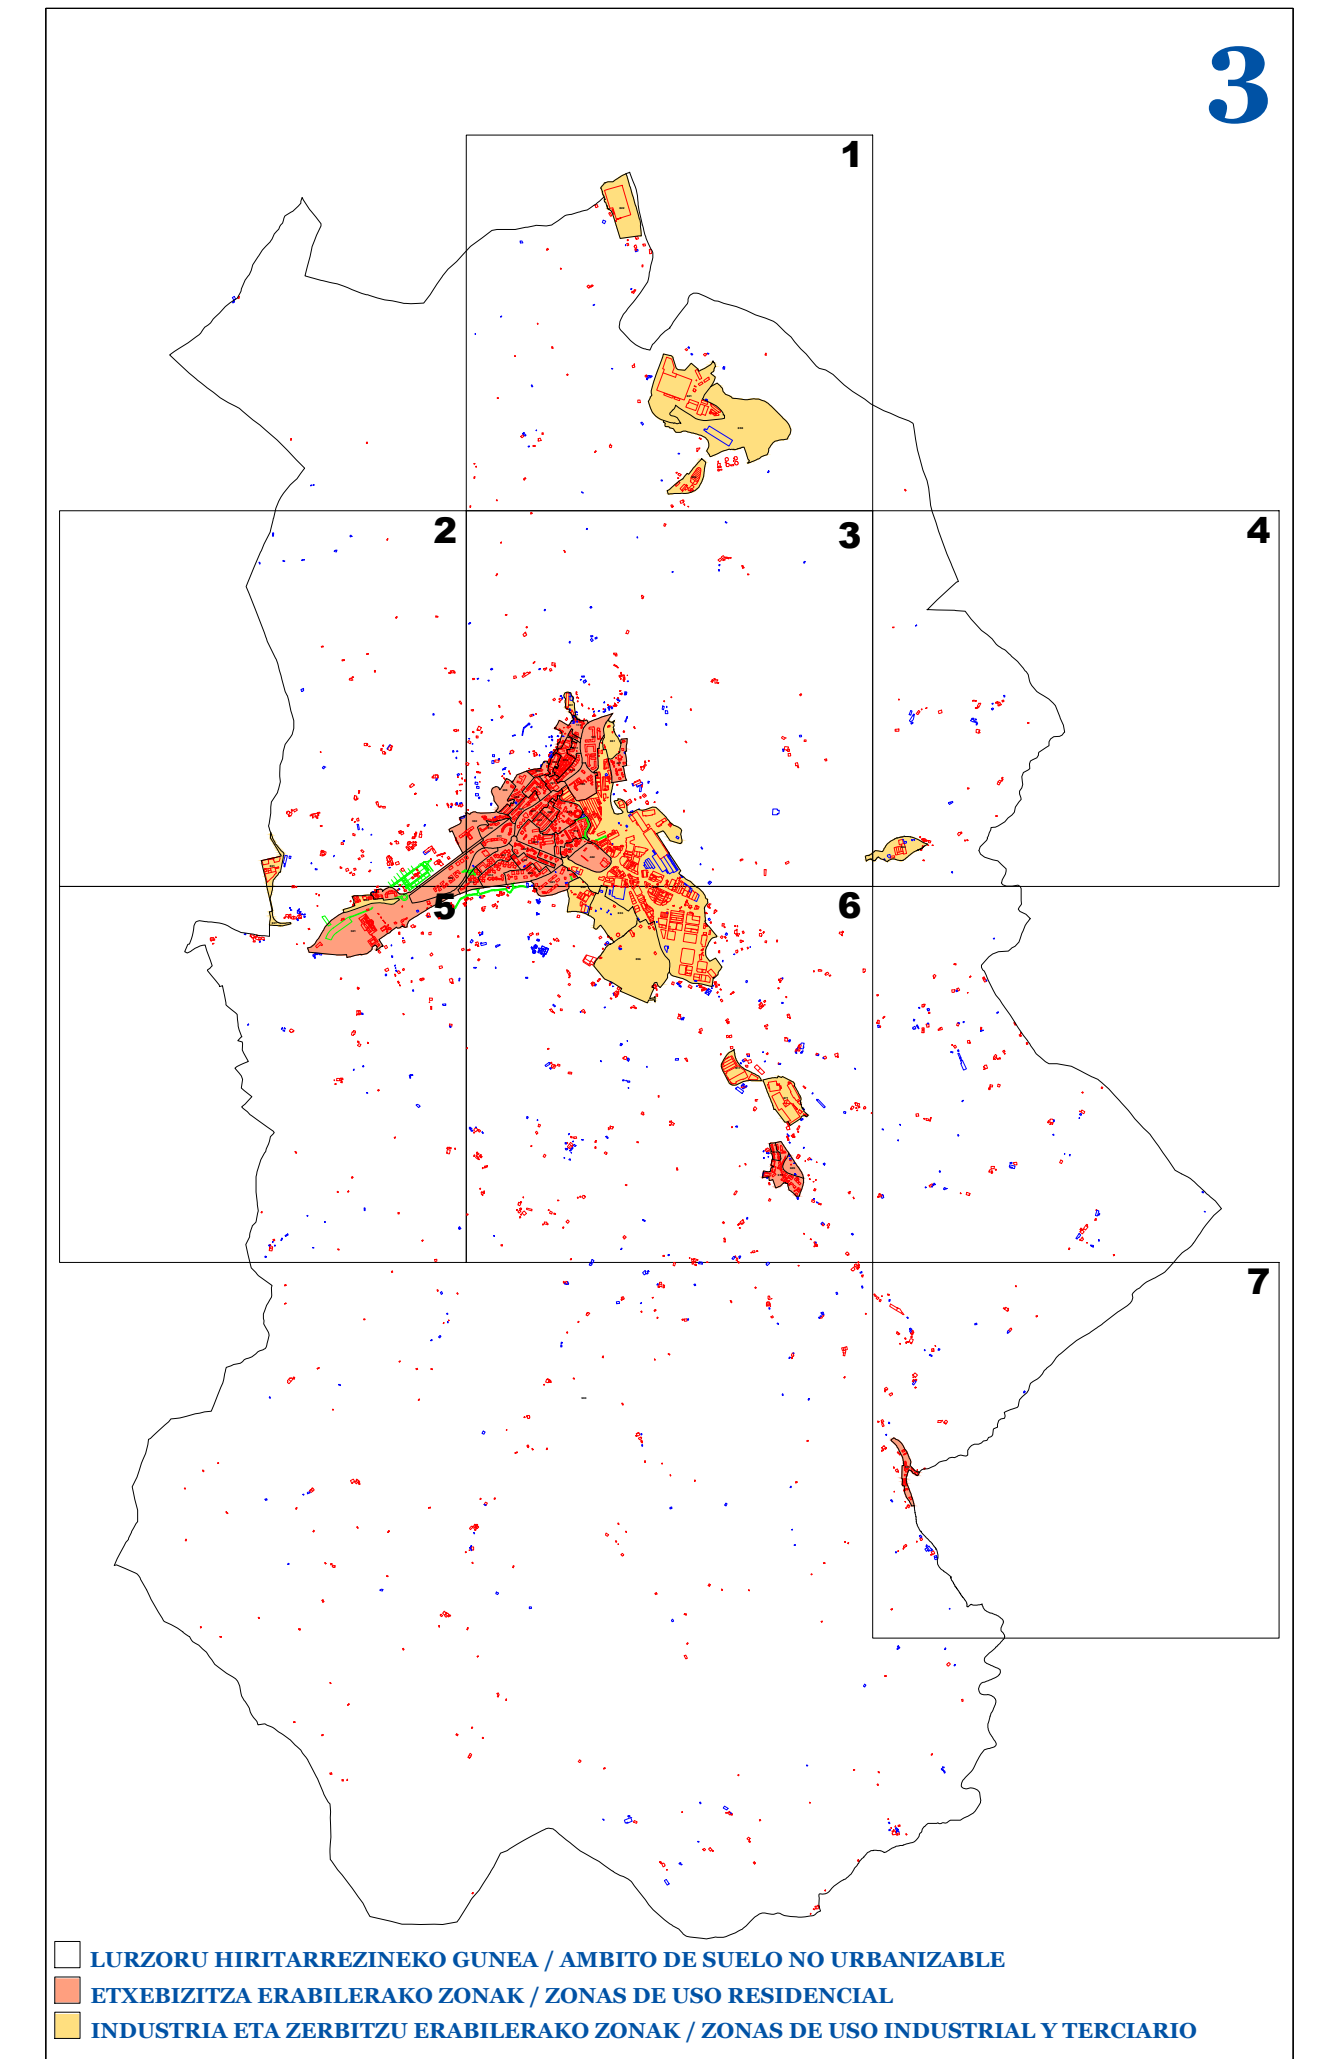 3
1
2
3
4
5
6
7
LURZORU HIRITARREZINEKO GUNEA / AMBITO DE SUELO NO URBANIZABLE
ETXEBIZITZA ERABILERAKO ZONAK / ZONAS DE USO RESIDENCIAL
INDUSTRIA ETA ZERBITZU ERABILERAKO ZONAK / ZONAS DE USO INDUSTRIAL Y TERCIARIO